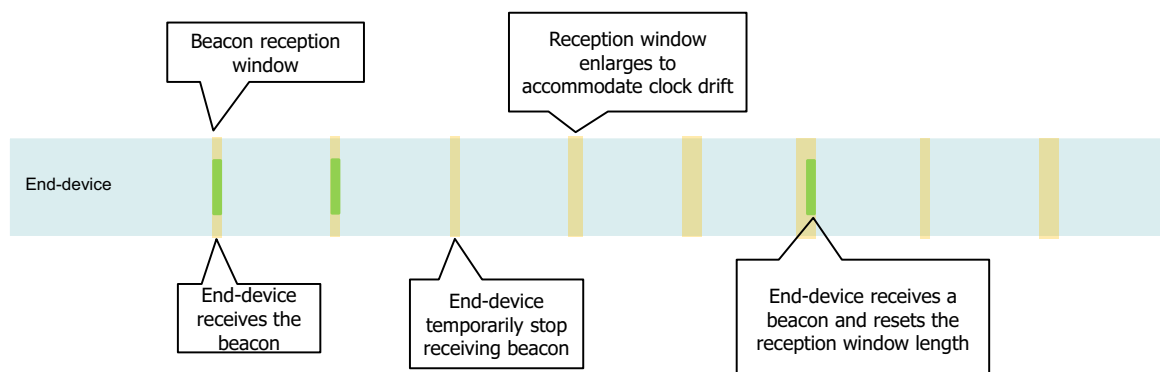 Beacon reception
window
Reception window
enlarges to
accommodate clock drift
End-device
End-device
receives the
beacon
End-device
temporarily stop
receiving beacon
End-device receives a
beacon and resets the
reception window length